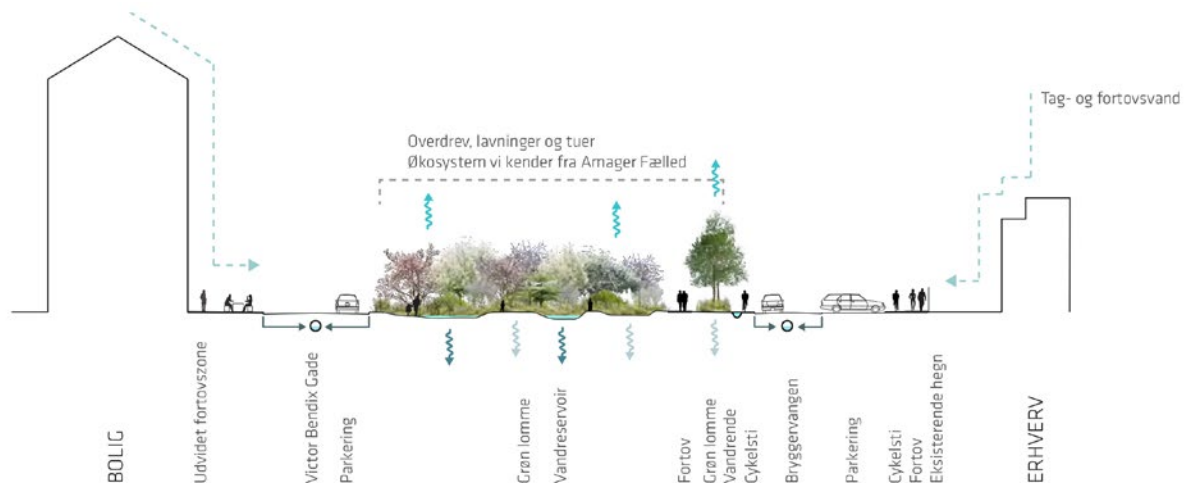 Tag- og fortovsvand
Overdrev, lavninger og tuer
Økosystem vi kender fra Amager Fælled
BOLIG
Udvidet fortovszone
Victor Bendix Gade
Parkering
Grøn lomme
Vandreservoir
Fortov
Grøn lomme
Vandrende
Cykelsti
Bryggervangen
Parkering
Cykelsti
Fortov
Eksisterende hegn
ERHVERV